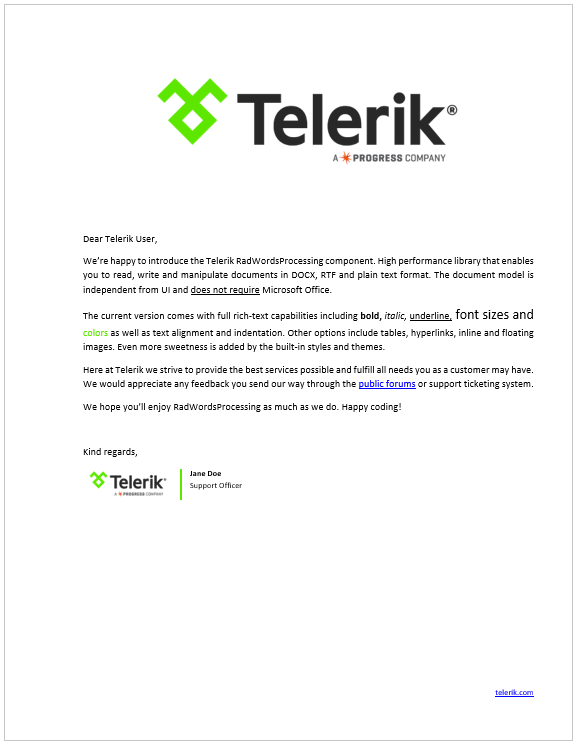 Telerik®
A PROGRESS COMPANY
Dear Telerik User,
We’re happy to introduce the Telerik RadWordsProcessing component. High performance library that enables
you to read, write and manipulate documents in DOCX, RTF and plain text format. The document model is
independent from UI and does not require Microsoft Office.
The current version comes with full rich-text capabilities including bold, italic, underline, font sizes and
colors as well as text alignment and indentation. Other options include tables, hyperlinks, inline and floating
images. Even more sweetness is added by the built-in styles and themes.
Here at Telerik we strive to provide the best services possible and fulfill all needs you as a customer may have.
We would appreciate any feedback you send our way through the public forums or support ticketing system.
We hope you’ll enjoy RadWordsProcessing as much as we do. Happy coding!
Kind regards,
Telerik®
A PROGRESS COMPANY
Jane Doe
Support Officer
telerik.com